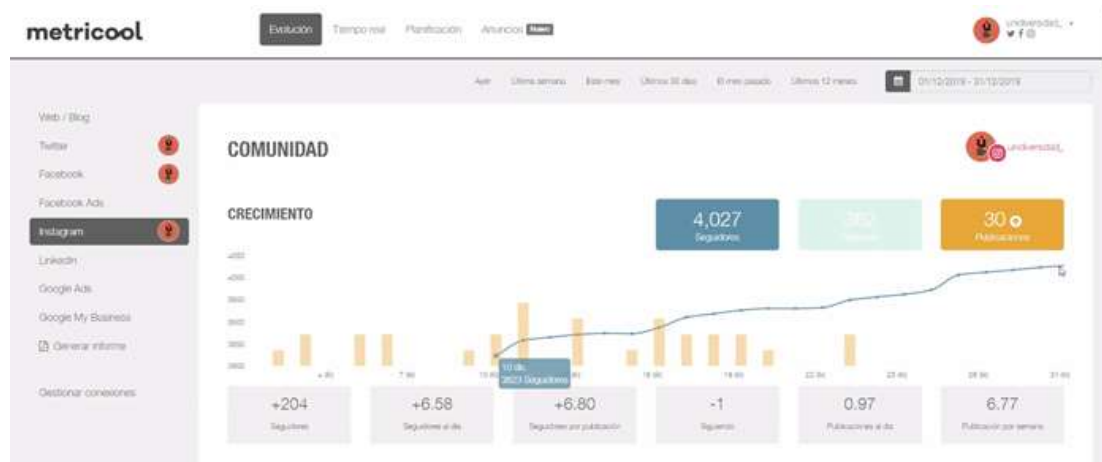 metricool
Evolución Tiempo real Planificación Anuncios Nuevo
undiversidad_
Ayer Última semana Este mes Últimos 30 días El mes pasado Últimos 12 meses 01/12/2019 - 31/12/2019
Web / Blog
Twitter
Facebook
Facebook Ads
Instagram
LinkedIn
Google Ads
Google My Business
Generar informe
Gestionar conexiones
COMUNIDAD
undiversidad_
CRECIMIENTO
4,027
Seguidores
30
Publicaciones
10 dic.
3823 Seguidores
+204
Seguidores
+6.58
Seguidores al día
+6.80
Seguidores por publicación
-1
Siguiendo
0.97
Publicaciones al día
6.77
Publicación por semana